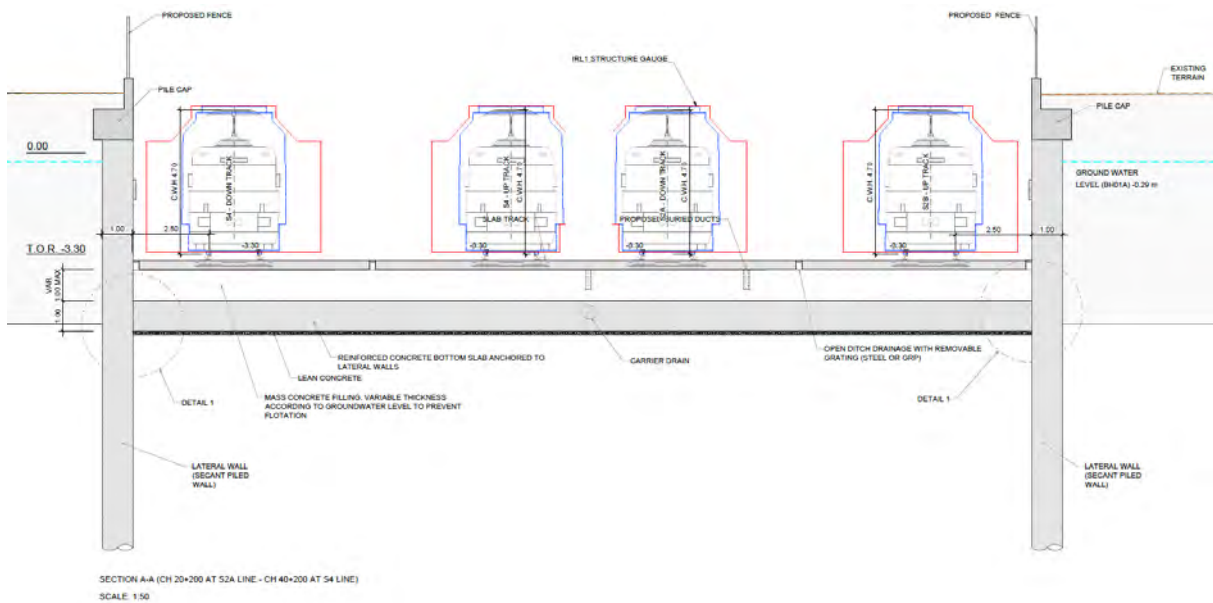 PROPOSED FENCE
PROPOSED FENCE
IRL1 STRUCTURE GAUGE
EXISTING
TERRAIN
PILE CAP
PILE CAP
0.00
GROUND WATER
LEVEL (BH01A) -0.29 m
C.W.H. 4.70
S4 - DOWN TRACK
S4 - UP TRACK
C.W.H. 4.70
S2A - DOWN TRACK
C.W.H. 4.70
C.W.H. 4.70
S2B - UP TRACK
SLAB TRACK
PROPOSED BURIED DUCTS
1.00
2.50
2.50
1.00
T.O.R. -3.30
-3.30
-3.30
-3.30
-3.30
VAR
1.00 MAX
1.00
REINFORCED CONCRETE BOTTOM SLAB ANCHORED TO
LATERAL WALLS
CARRIER DRAIN
OPEN DITCH DRAINAGE WITH REMOVABLE
GRATING (STEEL OR GRP)
LEAN CONCRETE
MASS CONCRETE FILLING. VARIABLE THICKNESS
ACCORDING TO GROUNDWATER LEVEL TO PREVENT
FLOTATION
DETAIL 1
DETAIL 1
LATERAL WALL
(SECANT PILED
WALL)
LATERAL WALL
(SECANT PILED
WALL)
SECTION A-A (CH 20+200 AT S2A LINE - CH 40+200 AT S4 LINE)
SCALE: 1:50